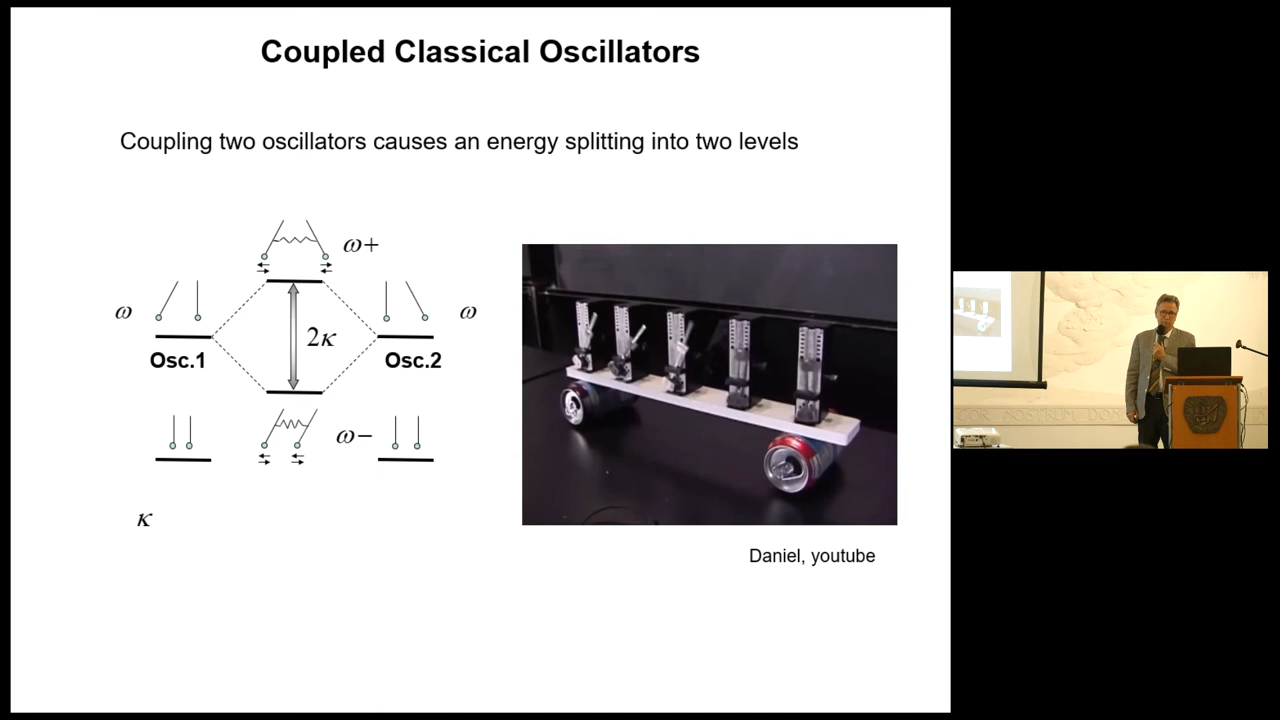 Coupled Classical Oscillators
Coupling two oscillators causes an energy splitting into two levels
ω+
ω
ω
2κ
Osc.1
Osc.2
ω−
κ
Daniel, youtube
NOSTRUM